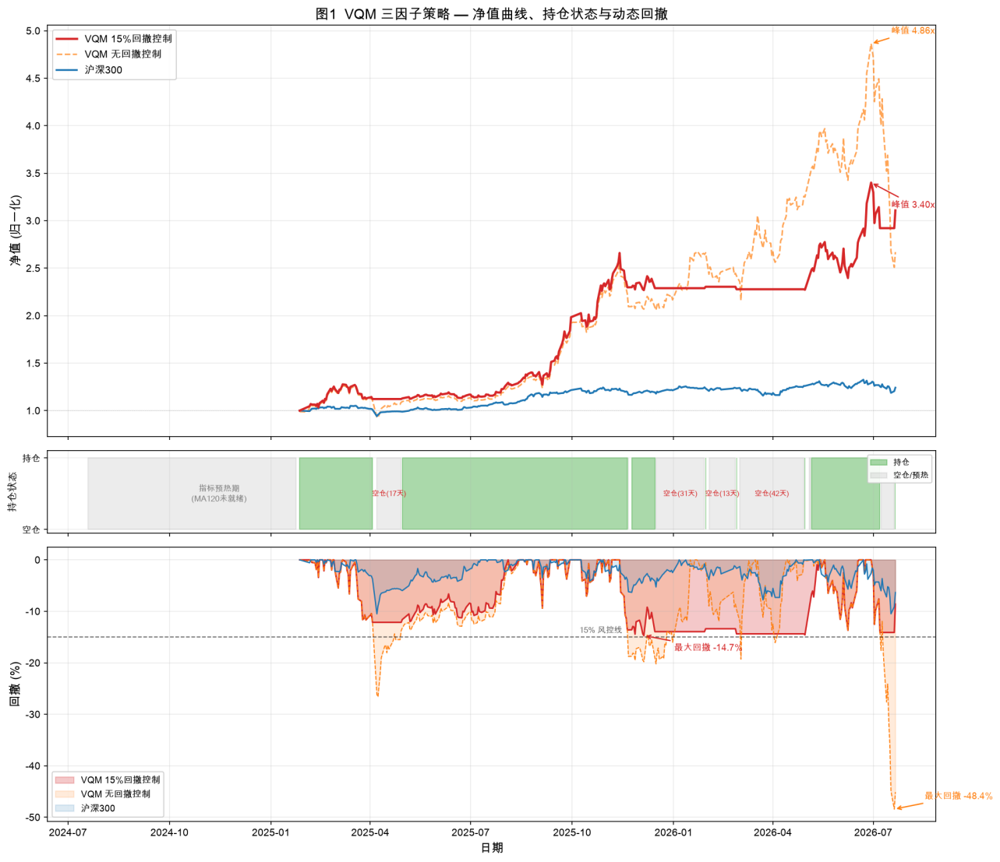 图1 VQM 三因子策略 — 净值曲线、持仓状态与动态回撤
VQM 15%回撤控制
VQM 无回撤控制
沪深300
峰值 4.86x
峰值 3.40x
净值 (归一化)
5.0
4.5
4.0
3.5
3.0
2.5
2.0
1.5
1.0
持仓状态
持仓
空仓
指标预热期
(MA120未就绪)
空仓(17天)
空仓(31天)
空仓(13天)
空仓(42天)
持仓
空仓/预热
回撤 (%)
0
-10
-20
-30
-40
-50
15% 风控线
最大回撤 -14.7%
最大回撤 -48.4%
VQM 15%回撤控制
VQM 无回撤控制
沪深300
2024-07
2024-10
2025-01
2025-04
2025-07
2025-10
2026-01
2026-04
2026-07
日期